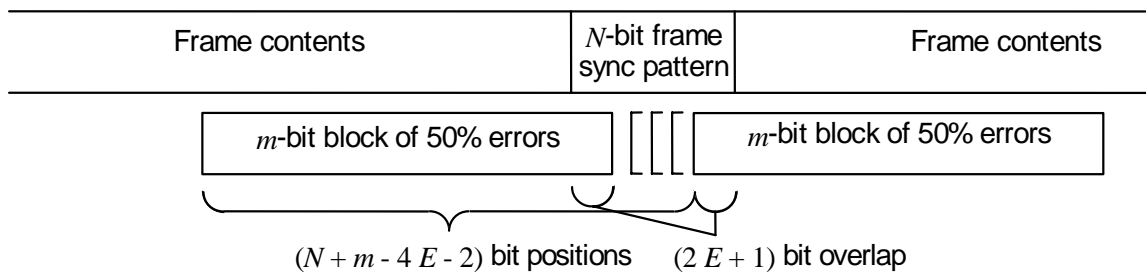 Frame contents
N-bit frame
sync pattern
Frame contents
m-bit block of 50% errors
m-bit block of 50% errors
(N + m - 4 E - 2) bit positions
(2 E + 1) bit overlap